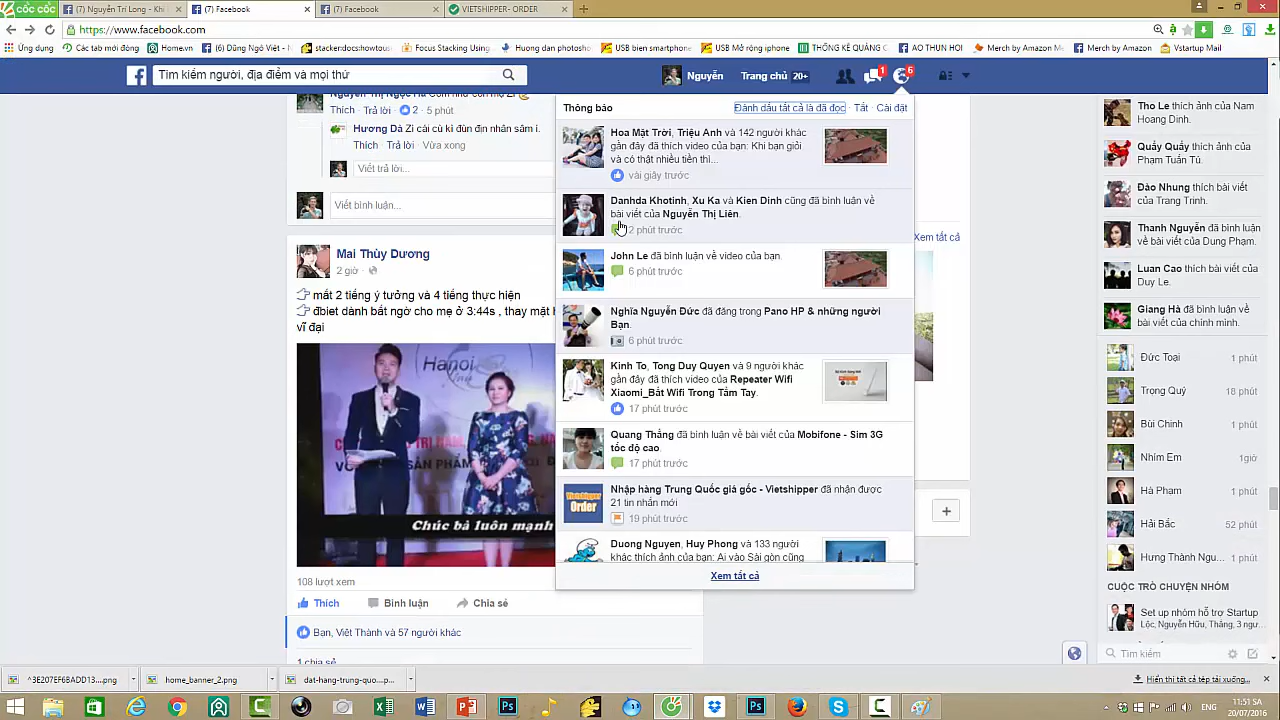 cốc cốc
(7) Nguyễn Tri Long - Khi
(7) Facebook
(7) Facebook
VIETSHIPPER- ORDER
https://www.facebook.com
Ứng dụng
Các tab mới đóng
Home.vn
(6) Dũng Ngô Việt - M
stackerdocshowtous
Focus Stacking Using
Huong dan photosho
USB bien smartphone
USB Mở rộng iphone
THỐNG KÊ QUẢNG C
AO THUN HOI
Merch by Amazon M
Merch by Amazon
Vstartup Mail
Tìm kiếm người, địa điểm và mọi thứ
Nguyễn
Trang chủ 20+
1
6
Thích · Trả lời · 2 · 5 phút
Hương Dà Zi cái cù kỉ đùn địn nhắn sâm í.
Thích · Trả lời · Vừa xong
Viết trả lời...
Viết bình luận...
Mai Thùy Dương
2 giờ ·
mất 2 tiếng ý tưởng và 4 tiếng thực hiện
đbiet dành bất ngờ cho mẹ ở 3:44s , thay mặt
vĩ đại
Hanoi
Chúc bà luôn mạnh
108 lượt xem
Thích
Bình luận
Chia sẻ
Bạn, Việt Thành và 57 người khác
1 chia sẻ
Thông báo
Đánh dấu tất cả là đã đọc · Tắt · Cài đặt
Hoa Mặt Trời, Triệu Anh và 142 người khác
gần đây đã thích video của bạn: Khi bạn giỏi
và có thật nhiều tiền thì...
vài giây trước
Danhda Khotinh, Xu Ka và Kiện Dinh cũng đã bình luận về
bài viết của Nguyễn Thị Liên.
2 phút trước
John Le đã bình luận về video của bạn.
6 phút trước
Nghĩa Nguyễn Đức đã đăng trong Pano HP & những người
Bạn.
6 phút trước
Kinh To, Tong Duy Quyen và 9 người khác
gần đây đã thích video của Repeater Wifi
Xiaomi_Bắt Wifi Trong Tầm Tay.
17 phút trước
Quang Thắng đã bình luận về bài viết của Mobifone - Sim 3G
tốc độ cao.
17 phút trước
Vietshipper
Order
Nhập hàng Trung Quốc giá gốc - Vietshipper đã nhận được
21 tin nhắn mới
19 phút trước
Duong Nguyen, Huy Phong và 133 người
khác thích ảnh của bạn: Ai vào Sài gòn cũng
Xem tất cả
Xem tất cả
Tho Le thích ảnh của Nam
Hoang Dinh.
Quẩy Quẩy thích ảnh của
Phạm Tuấn Tú.
Đào Nhung thích bài viết
của Trang Trinh.
Thanh Nguyễn đã bình luận
về bài viết của Dung Phạm.
Luan Cao thích bài viết của
Duy Le.
Giang Hà đã bình luận về
bài viết của chính mình.
Đức Toại 1 phút
Trọng Quý 18 phút
Bùi Chinh 1 phút
Nhím Em 1giờ
Hà Phạm 1 phút
Hải Bắc 52 phút
Hưng Thành Ngu... 1 phút
CUỘC TRÒ CHUYỆN NHÓM
Set up nhóm hỗ trợ Startup
Lộc, Nguyễn Hữu, Thăng, 3 ngư...
Tìm kiếm
^3E207EF6BADD13....png
home_banner_2.png
dat-hang-trung-quo....png
Hiển thị tất cả tệp tải xuống...
ENG
11:51 SA
20/07/2016